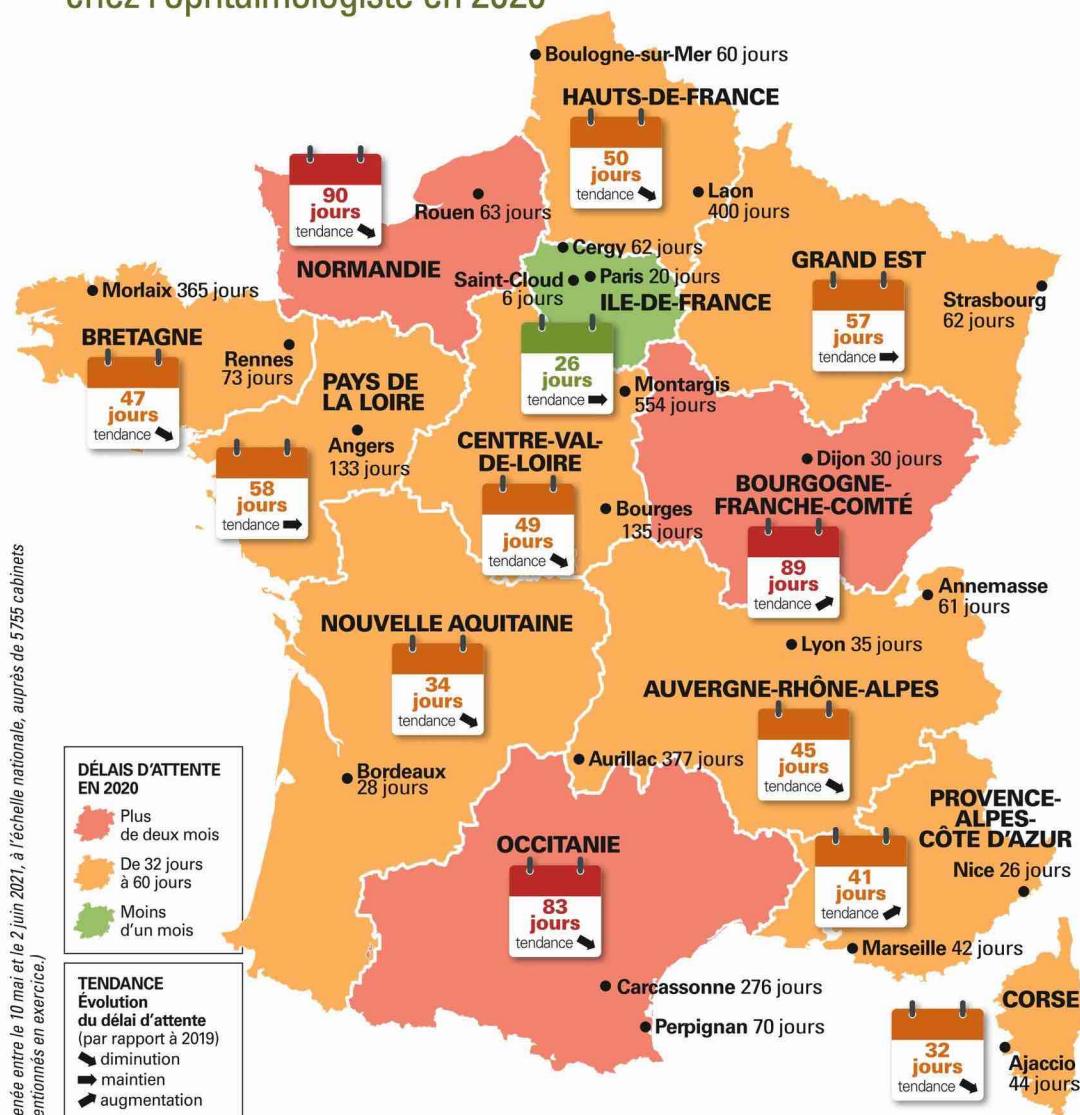 chez l'ophtalmologiste en 2020
Boulogne-sur-Mer 60 jours
HAUTS-DE-FRANCE
50
jours
tendance
Laon
400 jours
90
jours
tendance
Rouen 63 jours
NORMANDIE
Cergy 62 jours
Saint-Cloud
6 jours
Paris 20 jours
ILE-DE-FRANCE
26
jours
tendance
GRAND EST
57
jours
tendance
Strasbourg
62 jours
Morlaix 365 jours
BRETAGNE
47
jours
tendance
Rennes
73 jours
PAYS DE
LA LOIRE
Angers
133 jours
58
jours
tendance
Montargis
554 jours
CENTRE-VAL-
DE-LOIRE
49
jours
tendance
Bourges
135 jours
Dijon 30 jours
BOURGOGNE-
FRANCHE-COMTÉ
89
jours
tendance
Annemasse
61 jours
NOUVELLE AQUITAINE
34
jours
tendance
Lyon 35 jours
AUVERGNE-RHÔNE-ALPES
45
jours
tendance
Bordeaux
28 jours
Aurillac 377 jours
PROVENCE-
ALPES-
CÔTE D'AZUR
41
jours
tendance
Nice 26 jours
Marseille 42 jours
OCCITANIE
83
jours
tendance
Carcassonne 276 jours
Perpignan 70 jours
CORSE
32
jours
tendance
Ajaccio
44 jours
DÉLAIS D'ATTENTE
EN 2020
Plus
de deux mois
De 32 jours
à 60 jours
Moins
d'un mois
TENDANCE
Évolution
du délai d'attente
(par rapport à 2019)
diminution
maintien
augmentation
enée entre le 10 mai et le 2 juin 2021, à l'échelle nationale, auprès de 5755 cabinets
entionnés en exercice.)